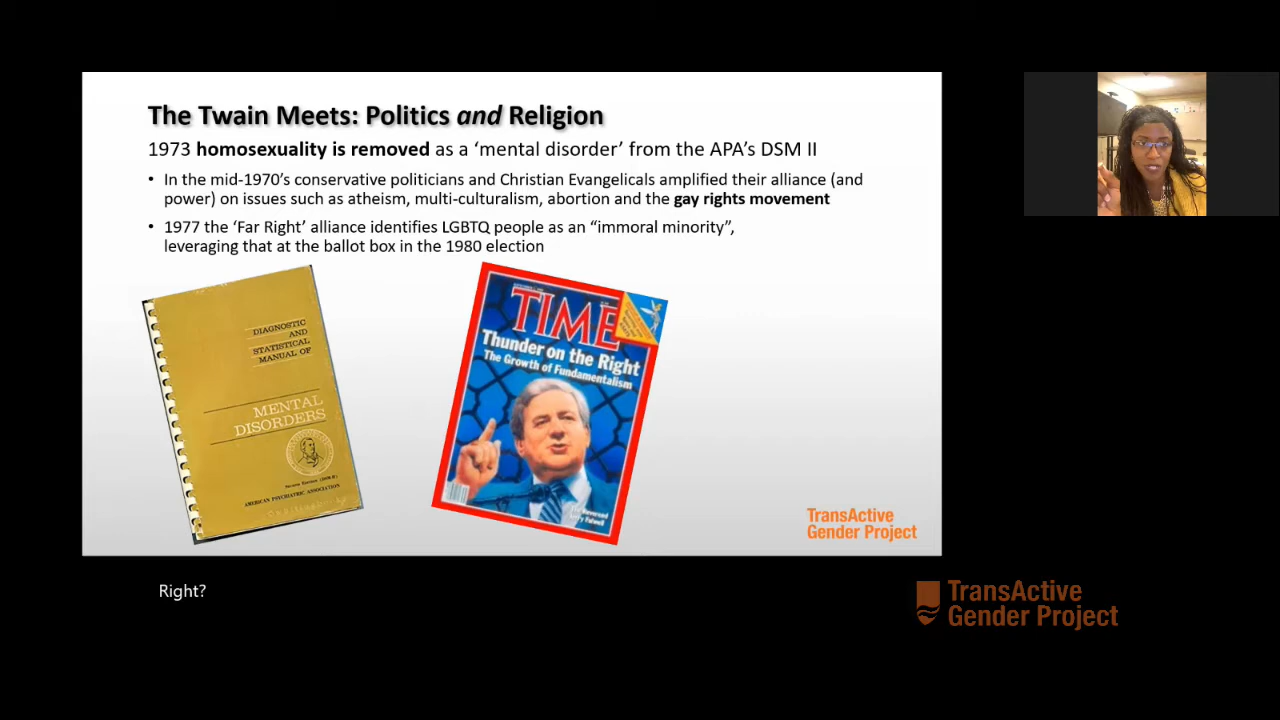 The Twain Meets: Politics and Religion
1973 homosexuality is removed as a ‘mental disorder’ from the APA’s DSM II
• In the mid-1970’s conservative politicians and Christian Evangelicals amplified their alliance (and
power) on issues such as atheism, multi-culturalism, abortion and the gay rights movement
• 1977 the ‘Far Right’ alliance identifies LGBTQ people as an “immoral minority”,
leveraging that at the ballot box in the 1980 election
DIAGNOSTIC
AND
STATISTICAL
MANUAL OF
MENTAL
DISORDERS
AMERICAN PSYCHIATRIC ASSOCIATION
TIME
Thunder on the Right
The Growth of Fundamentalism
TransActive
Gender Project
Right?
TransActive
Gender Project